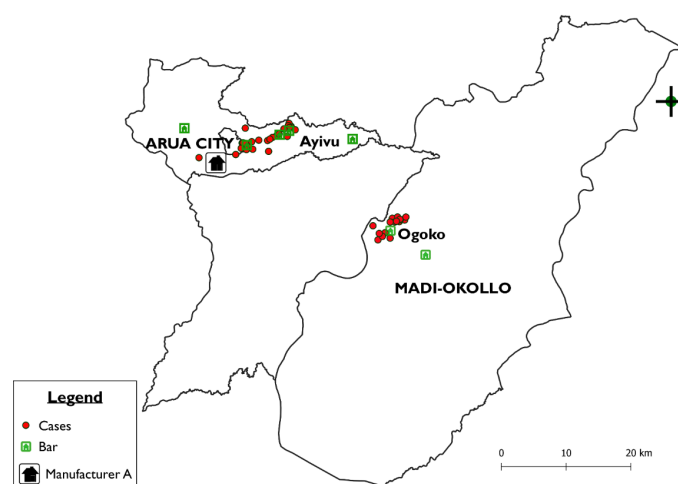 ARUA CITY
Ayivu
Ogoko
MADI-OKOLLO
Legend
Cases
Bar
Manufacturer A
0 10 20 km